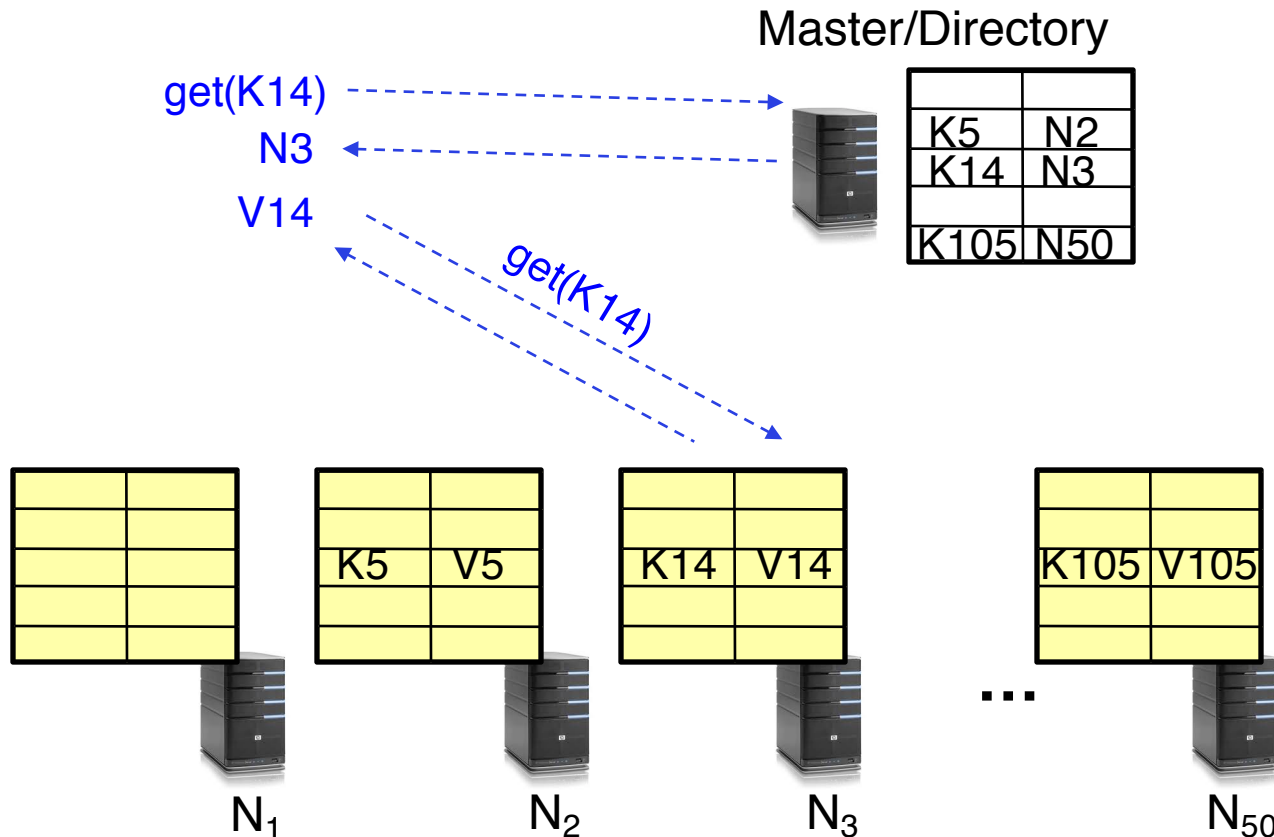 Master/Directory
get(K14)
N3
V14
K5 N2
K14 N3
K105 N50
get(K14)
K5 V5
K14 V14
K105 V105
...
N1
N2
N3
N50